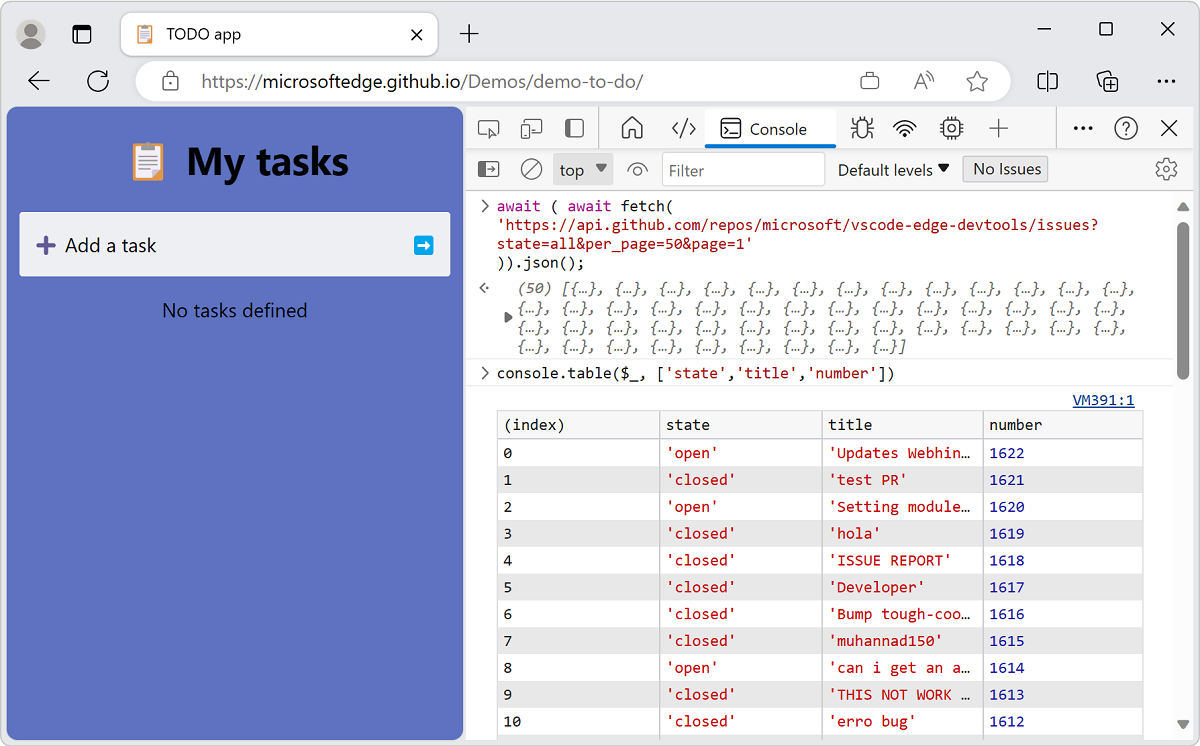 TODO app
https://microsoftedge.github.io/Demos/demo-to-do/
My tasks
Add a task
No tasks defined
Console
top
Filter
Default levels
No Issues
await ( await fetch(
'https://api.github.com/repos/microsoft/vscode-edge-devtools/issues?
state=all&per_page=50&page=1'
)).json();
(50) [{…}, {…}, {…}, {…}, {…}, {…}, {…}, {…}, {…}, {…}, {…}, {…}, {…},
{…}, {…}, {…}, {…}, {…}, {…}, {…}, {…}, {…}, {…}, {…}, {…}, {…}, {…},
{…}, {…}, {…}, {…}, {…}, {…}, {…}, {…}, {…}, {…}, {…}, {…}, {…}, {…},
{…}, {…}, {…}, {…}, {…}, {…}, {…}, {…}, {…}]
console.table($_, ['state','title','number'])
VM391:1
(index) state title number
0 'open' 'Updates Webhin… 1622
1 'closed' 'test PR' 1621
2 'open' 'Setting module… 1620
3 'closed' 'hola' 1619
4 'closed' 'ISSUE REPORT' 1618
5 'closed' 'Developer' 1617
6 'closed' 'Bump tough-coo… 1616
7 'closed' 'muhannad150' 1615
8 'open' 'can i get an a… 1614
9 'closed' 'THIS NOT WORK … 1613
10 'closed' 'erro bug' 1612